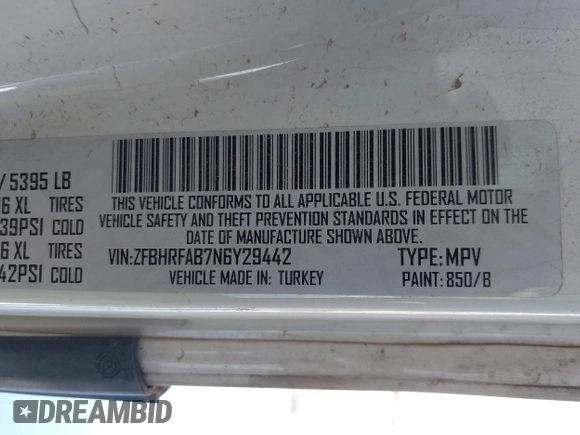 / 5395 LB
6 XL TIRES
39PSI COLD
6 XL TIRES
42PSI COLD
THIS VEHICLE CONFORMS TO ALL APPLICABLE U.S. FEDERAL MOTOR
VEHICLE SAFETY AND THEFT PREVENTION STANDARDS IN EFFECT ON THE
DATE OF MANUFACTURE SHOWN ABOVE.
VIN:ZFBHRFAB7N6Y29442 TYPE:MPV
VEHICLE MADE IN: TURKEY PAINT: 850/B
DREAMBID